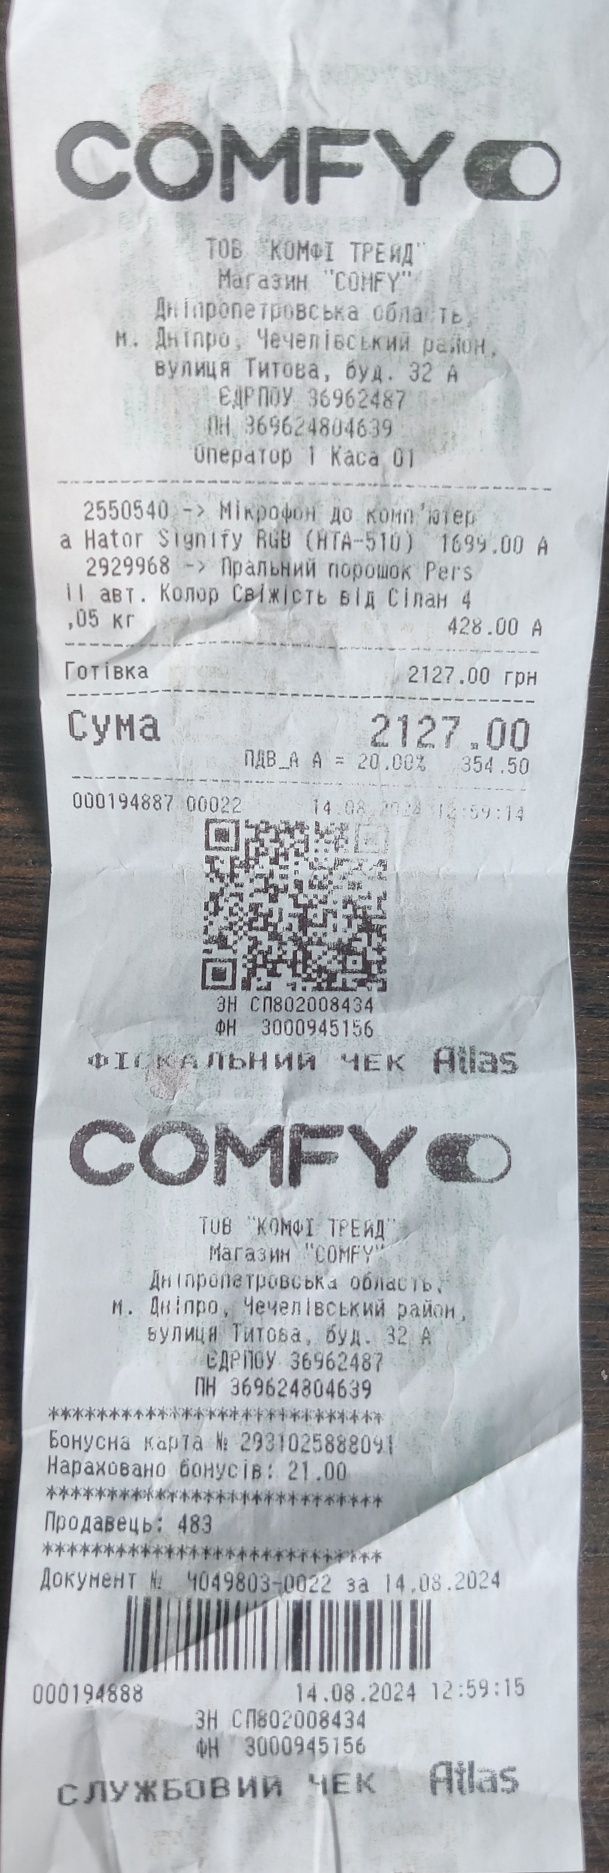 COMFY
ТОВ "КОМФІ ТРЕЙД"
Магазин "COMFY"
Дніпропетровська область,
м. Дніпро, Чечелівський район,
вулиця Титова, буд. 32 А
ЄДРПОУ 36962487
ПН 369624804639
Оператор 1 Каса 01
2550540 -> Мікрофон до комп'ютер
а Hator Signify RGB (HTA-510) 1699.00 А
2929968 -> Пральний порошок Pers
il авт. Колор Свіжість від Сілан 4
,05 кг 428.00 А
Готівка 2127.00 грн
Сума 2127.00
ПДВ_А А = 20.00% 354.50
000194887 00022 14.08.2024 12:59:14
ЗН СП802008434
ФН 3000945156
ФІСКАЛЬНИЙ ЧЕК Atlas
COMFY
ТОВ "КОМФІ ТРЕЙД"
Магазин "COMFY"
Дніпропетровська область,
м. Дніпро, Чечелівський район,
вулиця Титова, буд. 32 А
ЄДРПОУ 36962487
ПН 369624804639
****************************
Бонусна карта № 2931025888091
Нараховано бонусів: 21.00
****************************
Продавець: 483
****************************
Документ № Ч049803-0022 за 14.08.2024
000194888 14.08.2024 12:59:15
ЗН СП802008434
ФН 3000945156
СЛУЖБОВИЙ ЧЕК Atlas